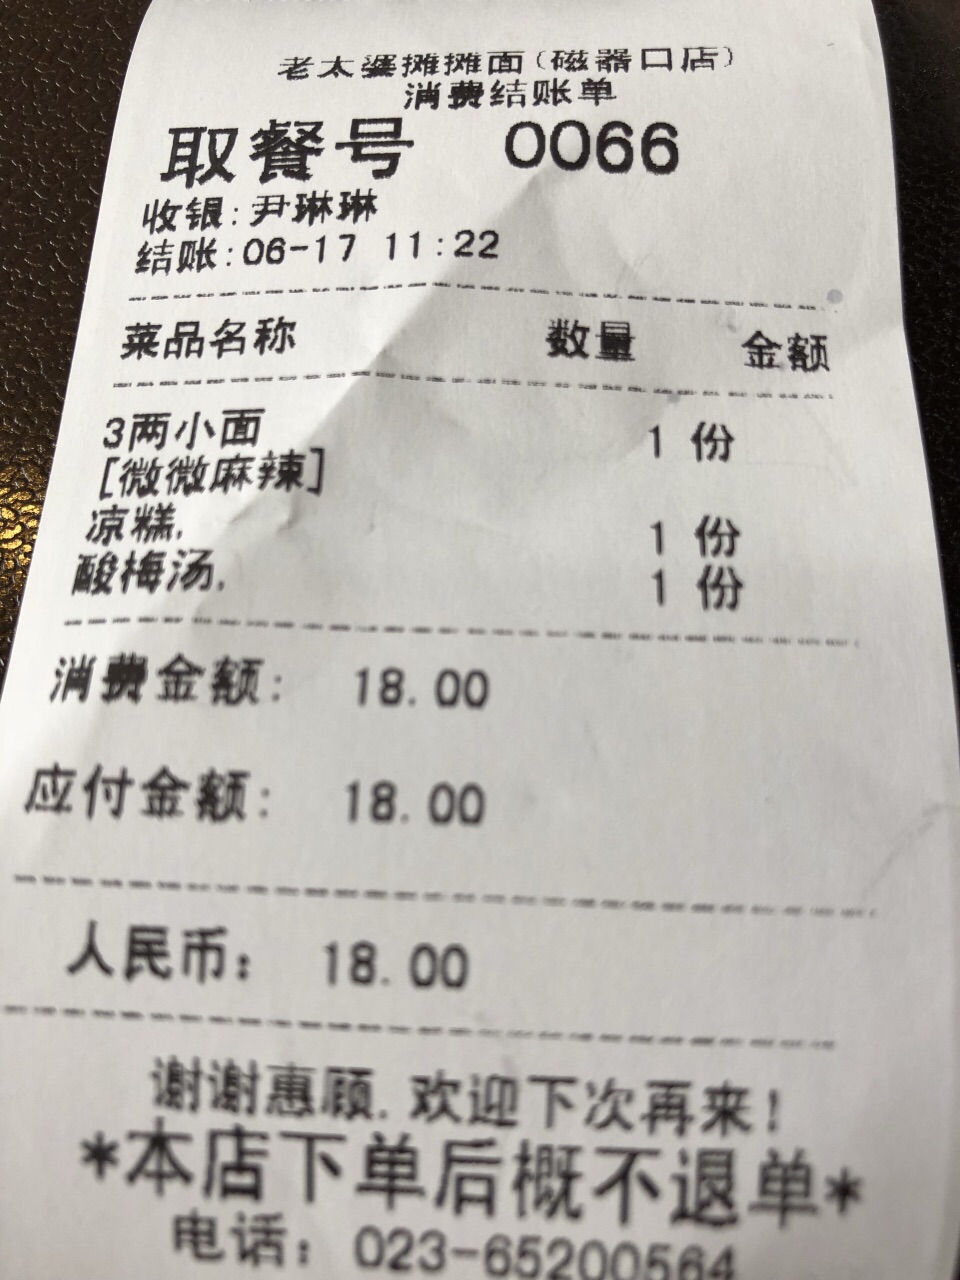 老太婆摊摊面(磁器口店)
消费结账单
取餐号 0066
收银:尹琳琳
结账:06-17 11:22
菜品名称 数量 金额
3两小面 1 份
[微微麻辣]
凉糕. 1 份
酸梅汤. 1 份
消费金额: 18.00
应付金额: 18.00
人民币: 18.00
谢谢惠顾.欢迎下次再来!
*本店下单后概不退单*
电话: 023-65200564